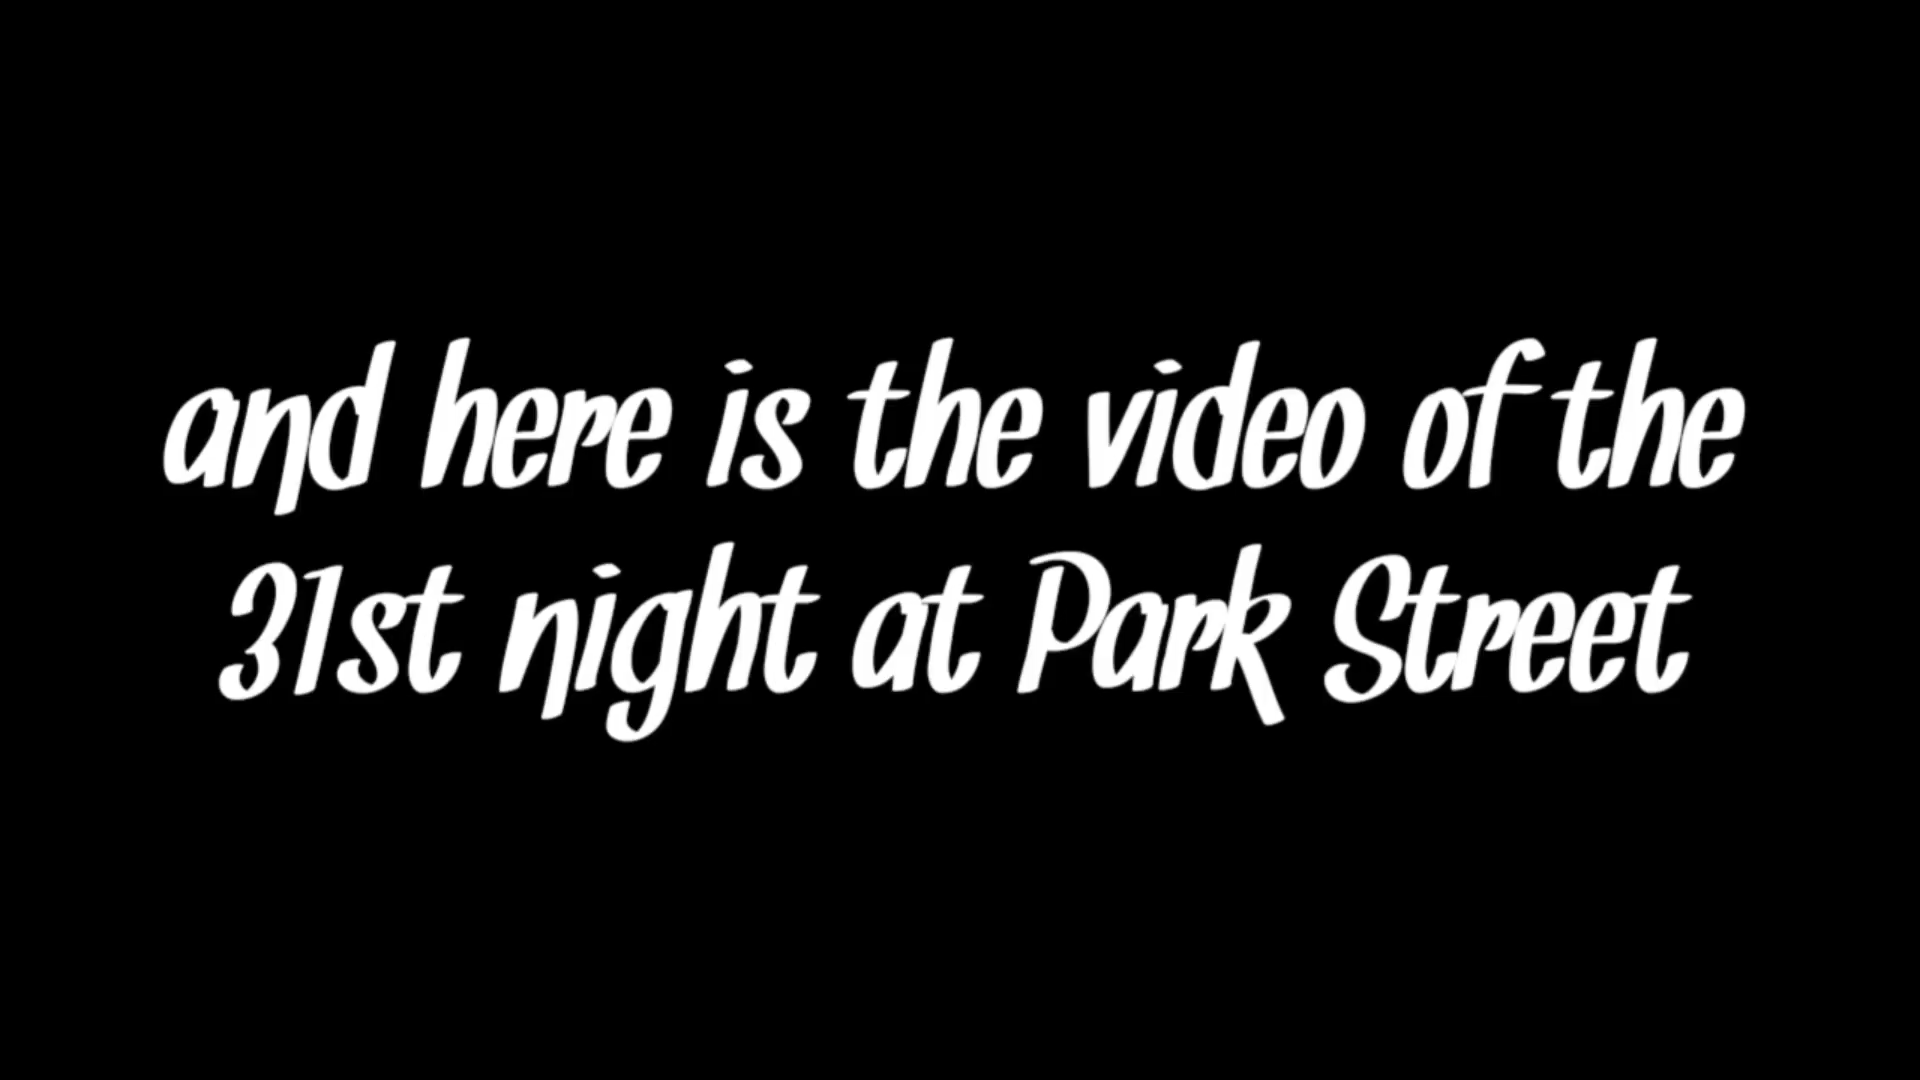 and here is the video of the
31st night at Park Street